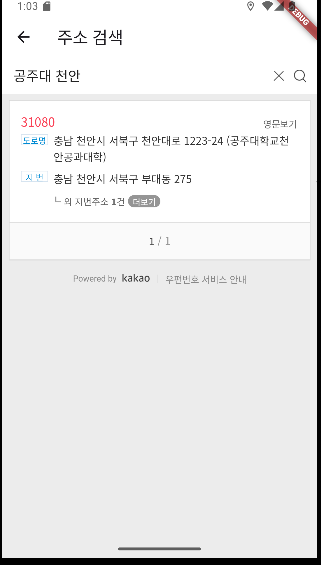 1:03
DEBUG
주소 검색
공주대 천안
31080
영문보기
도로명 충남 천안시 서북구 천안대로 1223-24 (공주대학교천
안공과대학)
지번 충남 천안시 서북구 부대동 275
외 지번주소 1건 더보기
1 / 1
Powered by kakao | 우편번호 서비스 안내